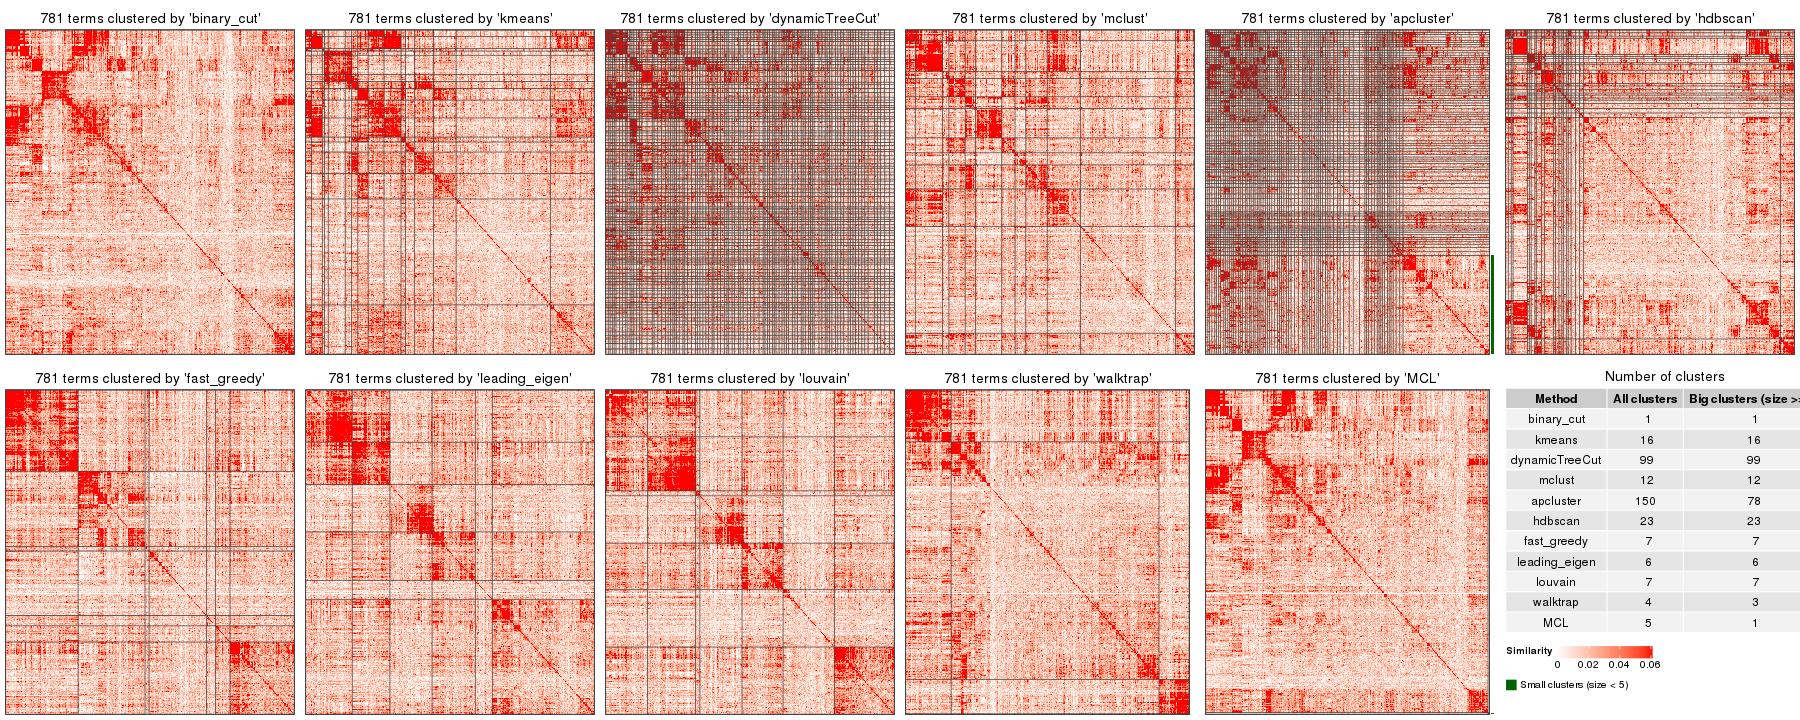 781 terms clustered by 'binary_cut'
781 terms clustered by 'kmeans'
781 terms clustered by 'dynamicTreeCut'
781 terms clustered by 'mclust'
781 terms clustered by 'apcluster'
781 terms clustered by 'hdbscan'
781 terms clustered by 'fast_greedy'
781 terms clustered by 'leading_eigen'
781 terms clustered by 'louvain'
781 terms clustered by 'walktrap'
781 terms clustered by 'MCL'
Number of clusters
Method All clusters Big clusters (size >=
binary_cut 1 1
kmeans 16 16
dynamicTreeCut 99 99
mclust 12 12
apcluster 150 78
hdbscan 23 23
fast_greedy 7 7
leading_eigen 6 6
louvain 7 7
walktrap 4 3
MCL 5 1
Similarity
0 0.02 0.04 0.06
Small clusters (size < 5)